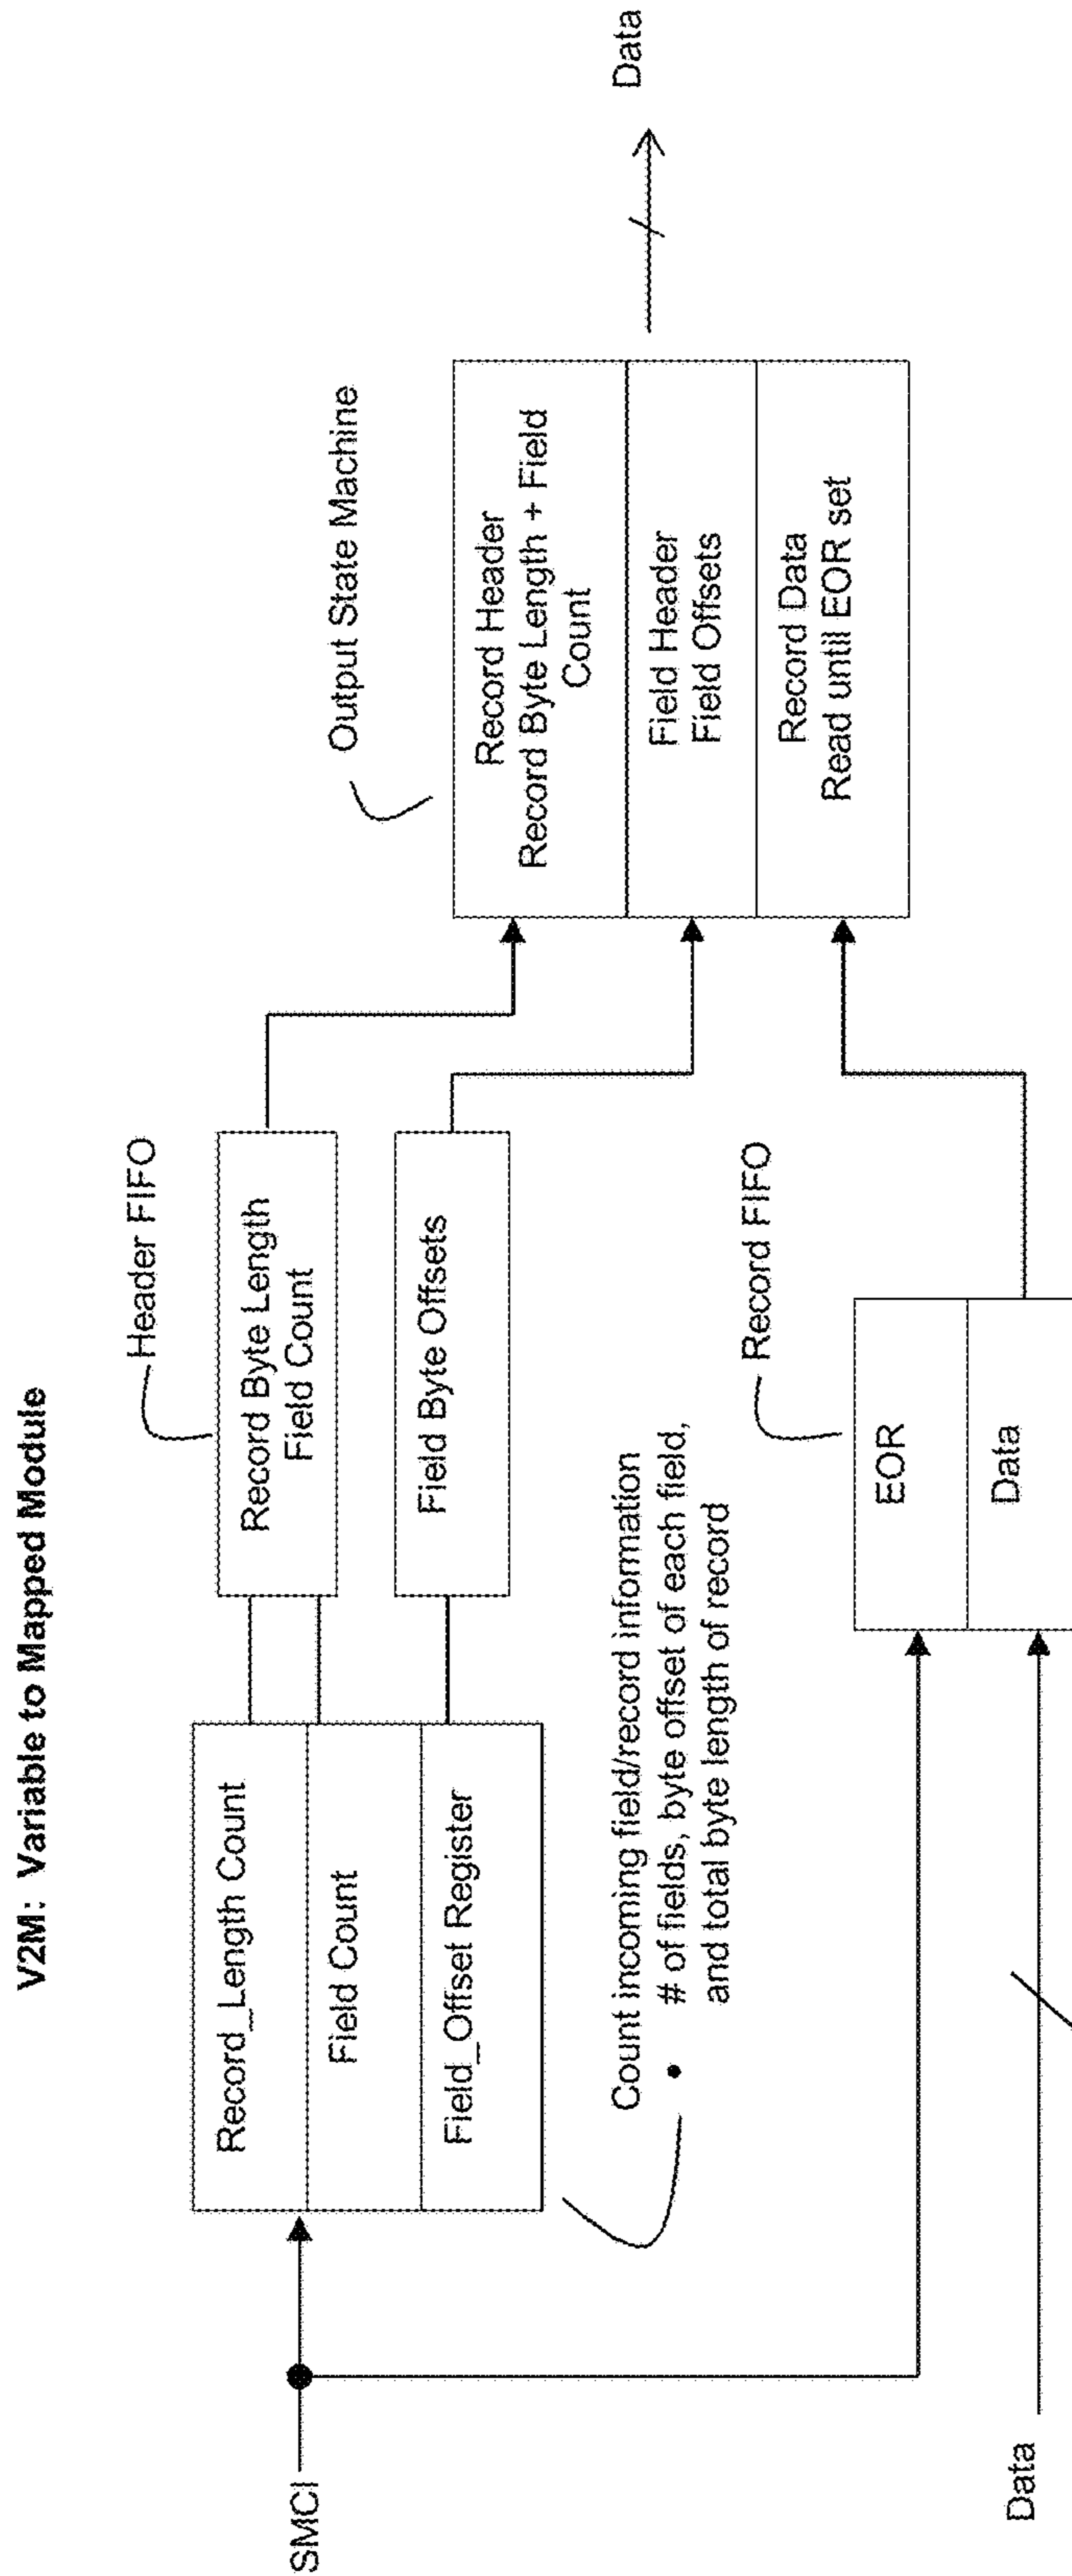 V2M: Variable to Mapped Module
SMCI
Record_Length Count
Field Count
Field_Offset Register
Count incoming field/record information
• # of fields, byte offset of each field,
and total byte length of record
Header FIFO
Record Byte Length
Field Count
Field Byte Offsets
Data
Record FIFO
EOR
Data
Output State Machine
Record Header
Record Byte Length + Field
Count
Field Header
Field Offsets
Record Data
Read until EOR set
Data